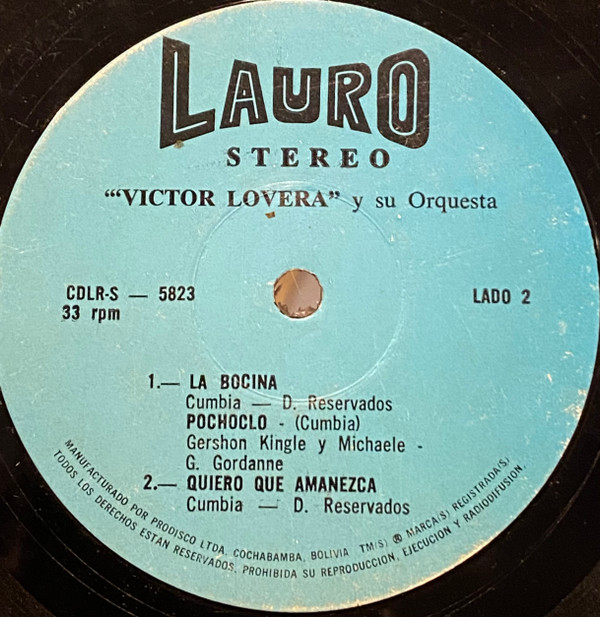 LAURO
STEREO
“‘VICTOR LOVERA” y su Orquesta
CDLR-S — 5823
33 rpm
LADO 2
1.— LA BOCINA
Cumbia — D. Reservados
POCHOCLO - (Cumbia)
Gershon Kingle y Michaele -
G. Gordanne
2.— QUIERO QUE AMANEZCA
Cumbia — D. Reservados
MANUFACTURADO POR PRODISCO LTDA. COCHABAMBA, BOLIVIA TM(S) ® MARCA(S) REGISTRADA(S)
TODOS LOS DERECHOS ESTAN RESERVADOS. PROHIBIDA SU REPRODUCCION, EJECUCION Y RADIODIFUSION.